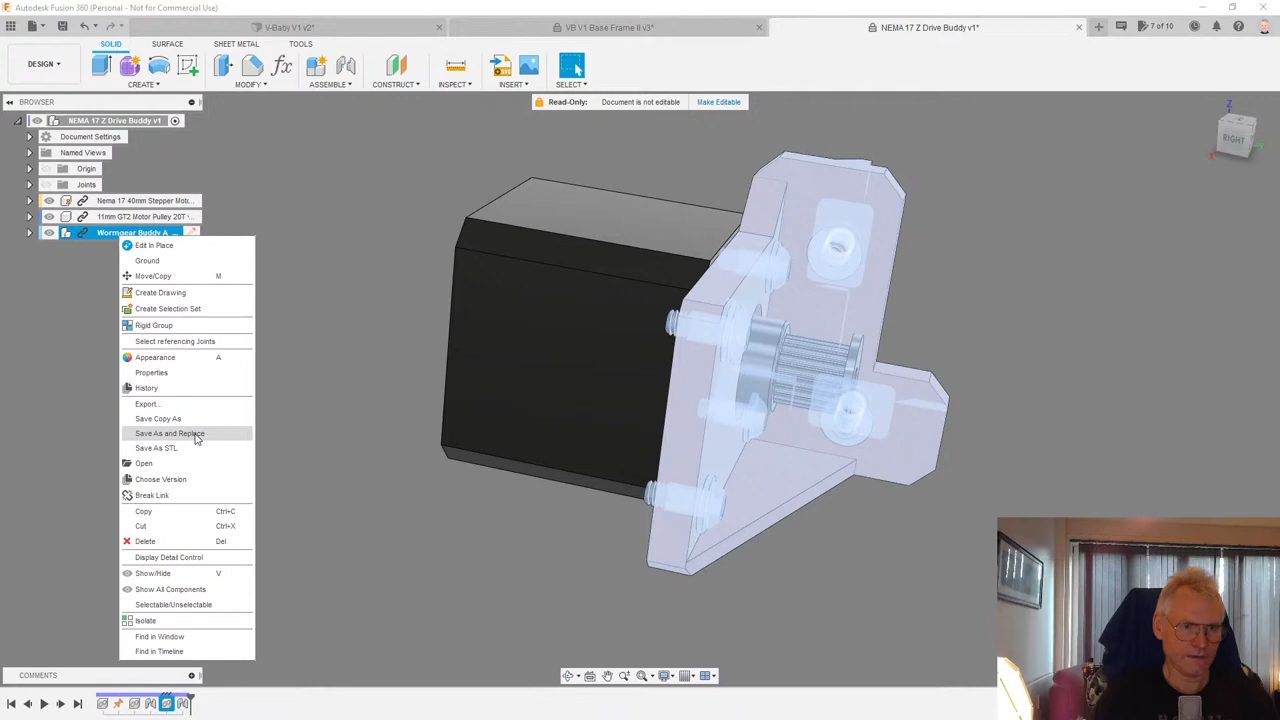 Autodesk Fusion 360 (Personal - Not for Commercial Use)
V-Baby V1 v2*
VB V1 Base Frame II v3*
NEMA 17 Z Drive Buddy v1*
7 of 10
SOLID
SURFACE
SHEET METAL
TOOLS
DESIGN
CREATE
MODIFY
ASSEMBLE
CONSTRUCT
INSPECT
INSERT
SELECT
BROWSER
Read-Only: Document is not editable Make Editable
NEMA 17 Z Drive Buddy v1
Document Settings
Named Views
Origin
Joints
Nema 17 40mm Stepper Moto...
11mm GT2 Motor Pulley 20T v...
Wormgear Buddy A ...
Z
RIGHT
X
Y
Edit In Place
Ground
Move/Copy M
Create Drawing
Create Selection Set
Rigid Group
Select referencing Joints
Appearance A
Properties
History
Export...
Save Copy As
Save As and Replace
Save As STL
Open
Choose Version
Break Link
Copy Ctrl+C
Cut Ctrl+X
Delete Del
Display Detail Control
Show/Hide V
Show All Components
Selectable/Unselectable
Isolate
Find in Window
Find in Timeline
COMMENTS